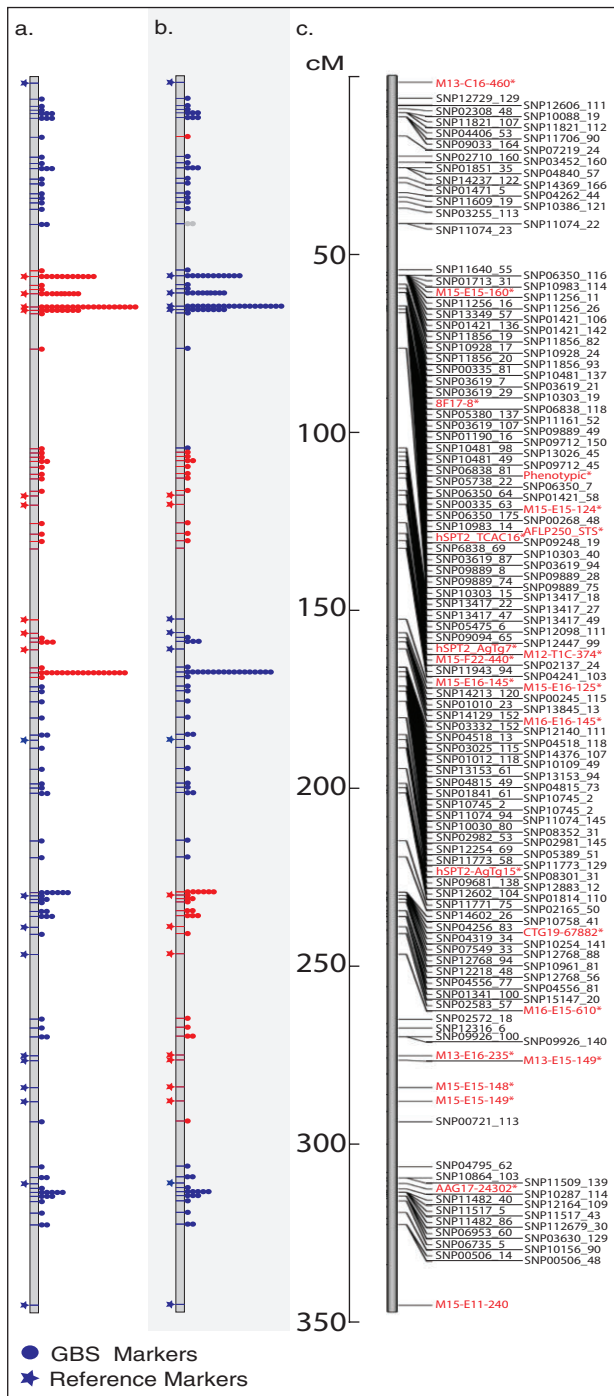 a.
b.
c.
cM
50
100
150
200
250
300
350
M13-C16-460*
SNP12729_129
SNP02308_48
SNP11821_107
SNP04406_53
SNP09033_164
SNP02710_160
SNP01851_35
SNP14237_122
SNP01471_5
SNP11609_19
SNP03255_113
SNP11074_23
SNP11640_55
SNP01713_31
M15-E15-160*
SNP11256_16
SNP13349_57
SNP01421_136
SNP11856_19
SNP10928_17
SNP11856_20
SNP00335_81
SNP03619_7
SNP03619_29
8F17-8*
SNP05380_137
SNP03619_107
SNP01190_16
SNP10481_98
SNP10481_49
SNP06838_81
SNP05738_22
SNP06350_64
SNP00335_63
SNP06350_175
SNP10983_14
hSPT2_TCAC16*
SNP6838_69
SNP03619_87
SNP09889_8
SNP09889_74
SNP10303_15
SNP13417_22
SNP13417_47
SNP05475_6
SNP09094_65
hSPT2_AgTg7*
M15-F22-440*
SNP11943_94
M15-E16-145*
SNP14213_120
SNP01010_23
SNP14129_152
SNP03332_152
SNP04518_13
SNP03025_115
SNP01012_118
SNP13153_61
SNP04815_49
SNP01841_61
SNP10745_2
SNP11074_94
SNP10030_80
SNP02982_53
SNP12254_69
SNP11773_58
hSPT2-AgTg15*
SNP09681_138
SNP12602_104
SNP11771_75
SNP14602_26
SNP04256_83
SNP04319_34
SNP07549_33
SNP12768_94
SNP12218_48
SNP04556_77
SNP01341_100
SNP02583_57
SNP02572_18
SNP12316_6
SNP09926_100
M13-E16-235*
M15-E15-148*
M15-E15-149*
SNP00721_113
SNP04795_62
SNP10864_103
AAG17-24302*
SNP11482_40
SNP11517_5
SNP11482_86
SNP06953_60
SNP06735_5
SNP00506_14
M15-E11-240
SNP12606_111
SNP10088_19
SNP11821_112
SNP11706_90
SNP07219_24
SNP03452_160
SNP04840_57
SNP14369_166
SNP04262_44
SNP10386_121
SNP11074_22
SNP06350_116
SNP10983_114
SNP11256_11
SNP11256_26
SNP01421_106
SNP01421_142
SNP11856_82
SNP10928_24
SNP11856_93
SNP10481_137
SNP03619_21
SNP10303_19
SNP06838_118
SNP11161_52
SNP09889_49
SNP09712_150
SNP13026_45
SNP09712_45
Phenotypic*
SNP06350_7
SNP01421_58
M15-E15-124*
SNP00268_48
AFLP250_STS*
SNP09248_19
SNP10303_40
SNP03619_94
SNP09889_28
SNP09889_75
SNP13417_18
SNP13417_27
SNP13417_49
SNP12098_111
SNP12447_99
M12-T1C-374*
SNP02137_24
SNP04241_103
M15-E16-125*
SNP00245_115
SNP13845_13
M16-E16-145*
SNP12140_111
SNP04518_118
SNP14376_107
SNP10109_49
SNP13153_94
SNP04815_73
SNP10745_2
SNP10745_2
SNP11074_145
SNP08352_31
SNP02981_145
SNP05389_51
SNP11773_129
SNP08301_31
SNP12883_12
SNP01814_110
SNP02165_50
SNP10758_41
CTG19-67882*
SNP10254_141
SNP12768_88
SNP10961_81
SNP12768_56
SNP04556_81
SNP15147_20
M16-E15-610*
SNP09926_140
M13-E15-149*
SNP11509_139
SNP10287_114
SNP12164_109
SNP11517_43
SNP112679_30
SNP03630_129
SNP10156_90
SNP00506_48
GBS Markers
Reference Markers